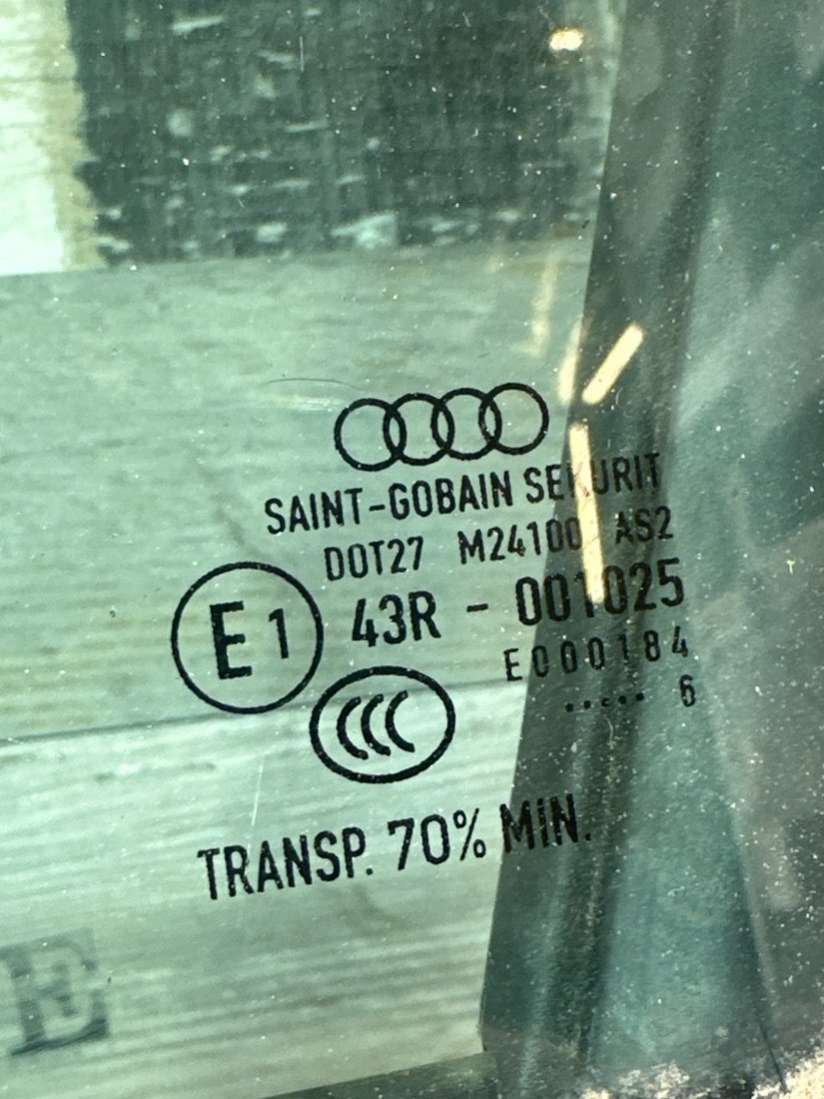 SAINT-GOBAIN SEKURIT
DOT27 M24100 AS2
E1 43R - 001025
E000184
CCC ..... 6
TRANSP. 70% MIN.
E